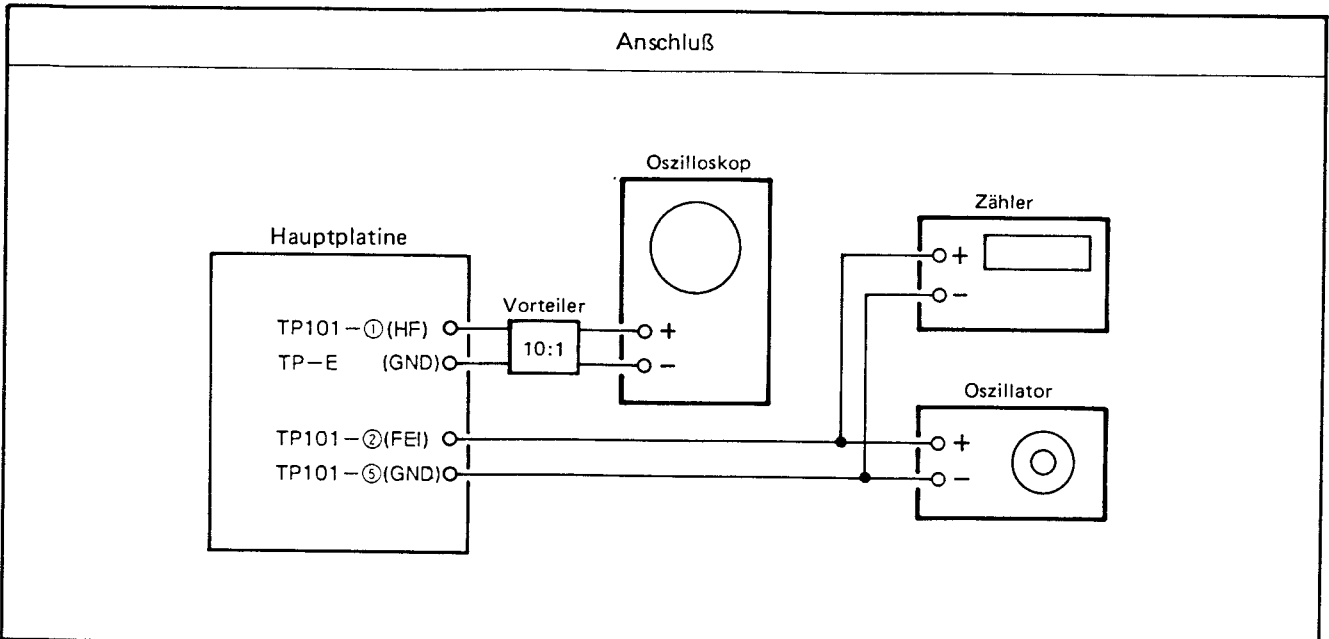 Anschluß
Oszilloskop
Zähler
Hauptplatine
+
−
Vorteiler
TP101−①(HF)
10:1
+
TP−E (GND)
−
Oszillator
TP101−②(FEI)
+
TP101−⑤(GND)
−